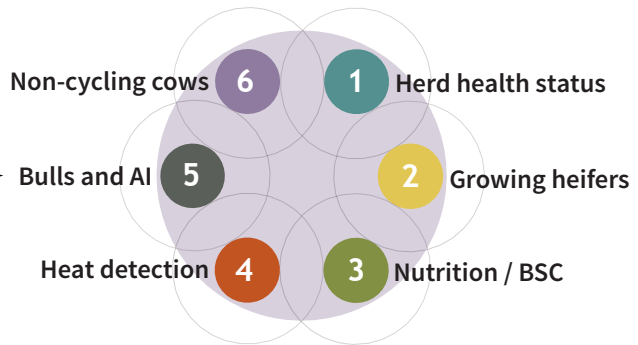 Non-cycling cows 6
1 Herd health status
Bulls and AI 5
2 Growing heifers
Heat detection 4
3 Nutrition / BSC